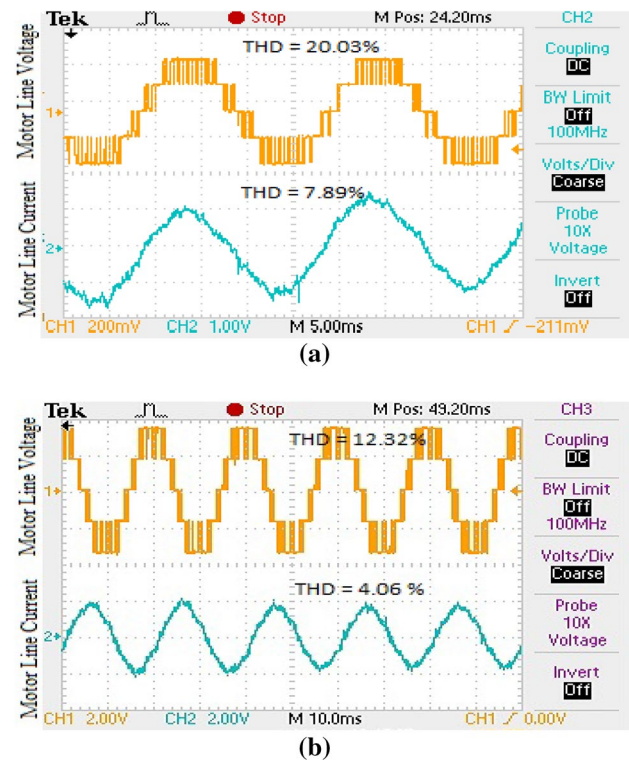 Tek Stop M Pos: 24.20ms CH2
Motor Line Voltage
THD = 20.03%
1
Coupling
DC
BW Limit
Off
100MHz
Volts/Div
Coarse
Motor Line Current
THD = 7.89%
2
Probe
10X
Voltage
Invert
Off
CH1 200mV CH2 1.00V M 5.00ms CH1 -211mV
(a)
Tek Stop M Pos: 49.20ms CH3
Motor Line Voltage
THD = 12.32%
1
Coupling
DC
BW Limit
Off
100MHz
Volts/Div
Coarse
Motor Line Current
THD = 4.06 %
2
Probe
10X
Voltage
Invert
Off
CH1 2.00V CH2 2.00V M 10.0ms CH1 0.00V
(b)